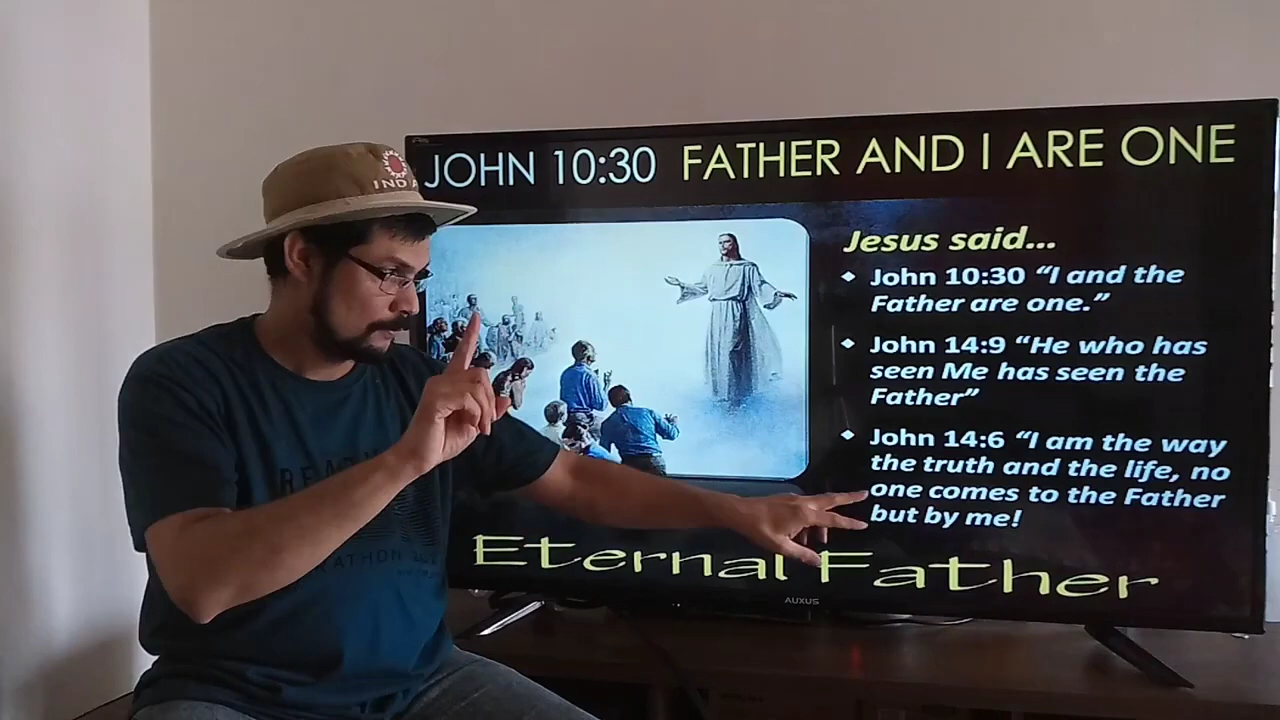 JOHN 10:30 FATHER AND I ARE ONE
IND A
Jesus said...
◆ John 10:30 “I and the
Father are one.”
◆ John 14:9 “He who has
seen Me has seen the
Father”
◆ John 14:6 “I am the way
the truth and the life, no
one comes to the Father
but by me!
Eternal Father
AUXUS